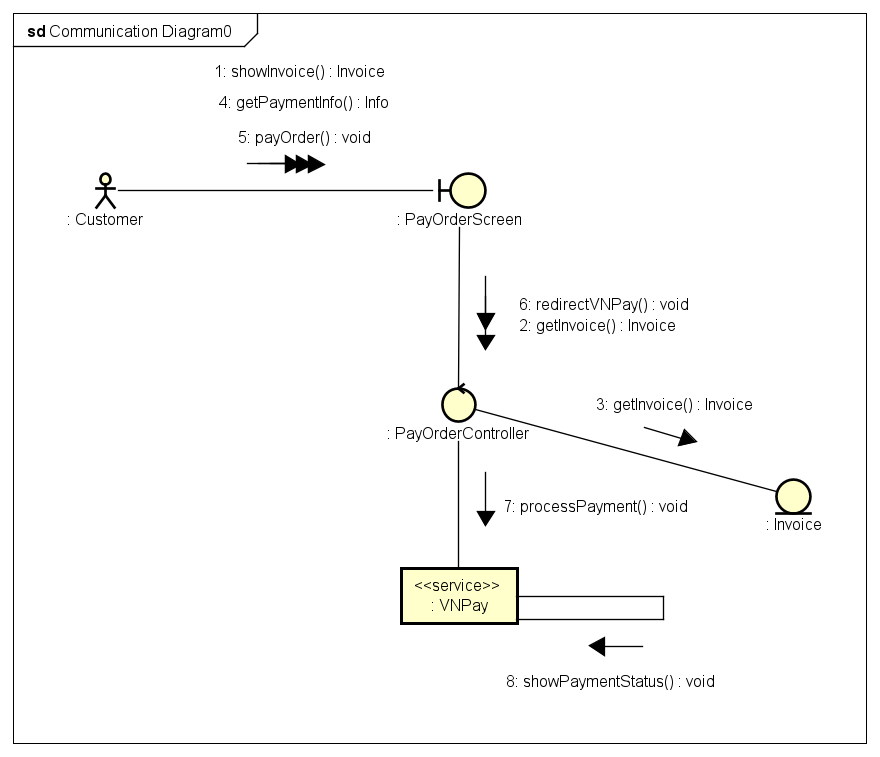 sd Communication Diagram0
1: showInvoice() : Invoice
4: getPaymentInfo() : Info
5: payOrder() : void
: Customer
: PayOrderScreen
6: redirectVNPay() : void
2: getInvoice() : Invoice
3: getInvoice() : Invoice
: PayOrderController
7: processPayment() : void
: Invoice
<<service>>
: VNPay
8: showPaymentStatus() : void